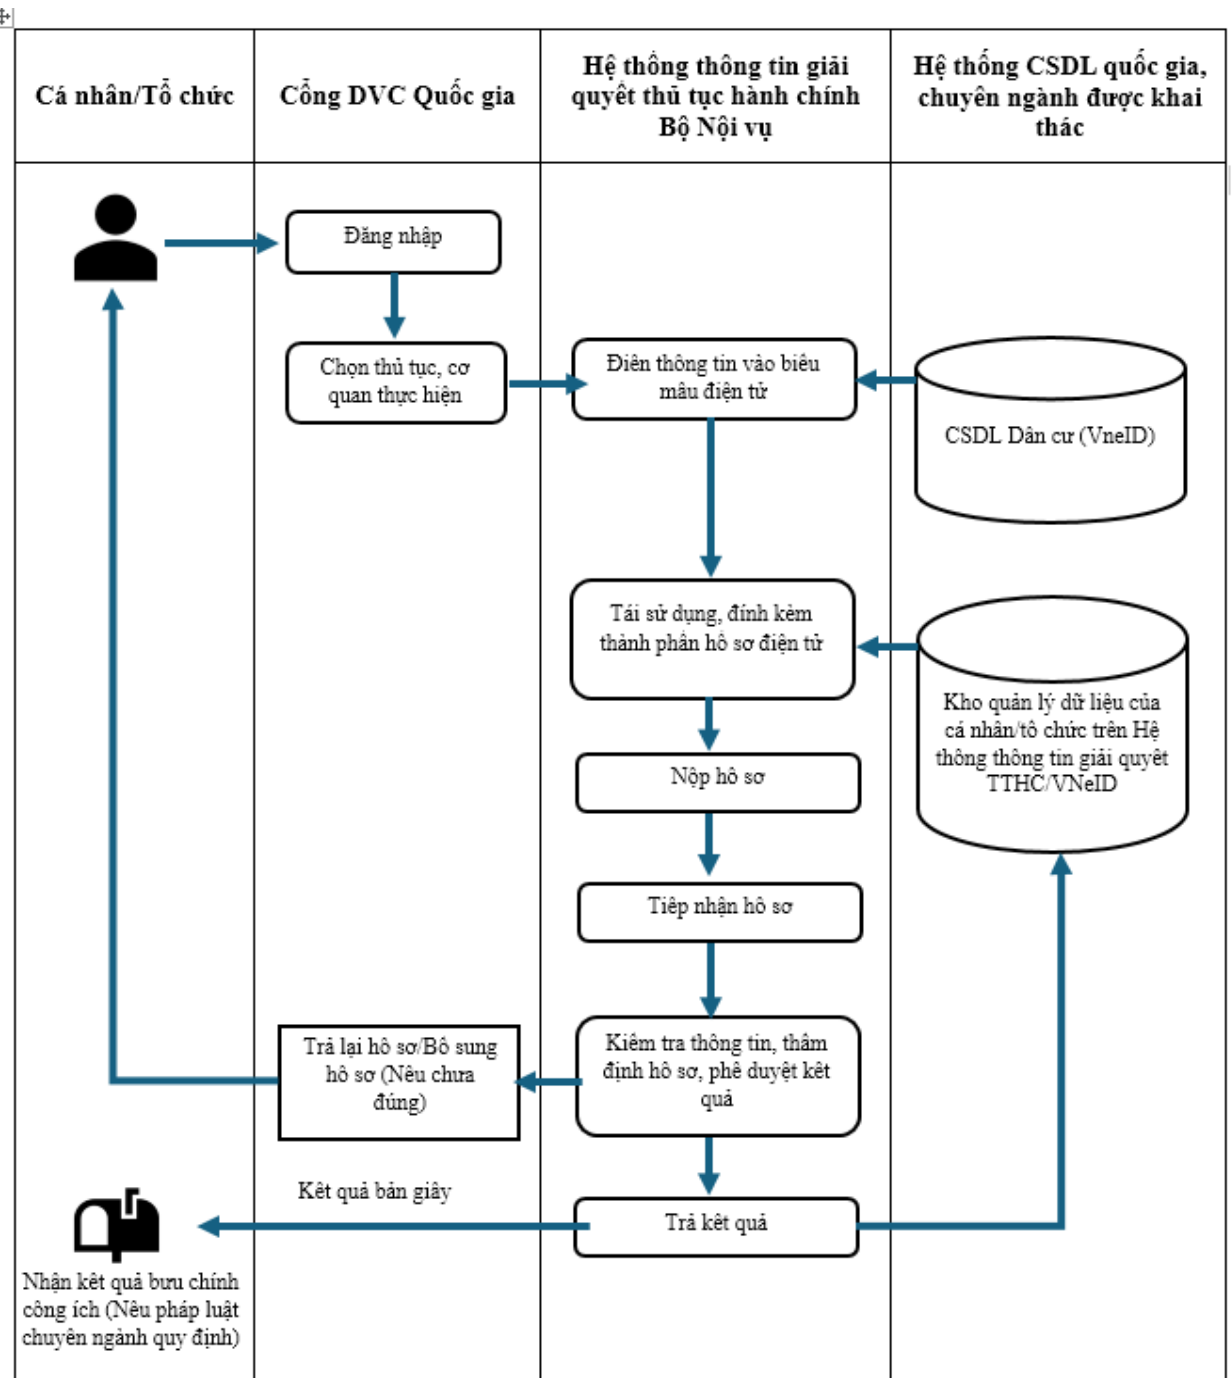 Cá nhân/Tổ chức
Cổng DVC Quốc gia
Hệ thống thông tin giải
quyết thủ tục hành chính
Bộ Nội vụ
Hệ thống CSDL quốc gia,
chuyên ngành được khai
thác
Đăng nhập
Chọn thủ tục, cơ
quan thực hiện
Điền thông tin vào biểu
mẫu điện tử
CSDL Dân cư (VneID)
Tái sử dụng, đính kèm
thành phần hồ sơ điện tử
Kho quản lý dữ liệu của
cá nhân/tổ chức trên Hệ
thông thông tin giải quyết
TTHC/VNeID
Nộp hồ sơ
Tiếp nhận hồ sơ
Kiểm tra thông tin, thẩm
định hồ sơ, phê duyệt kết
quả
Trả lại hồ sơ/Bổ sung
hồ sơ (Nếu chưa
đúng)
Kết quả bản giấy
Trả kết quả
Nhận kết quả bưu chính
công ích (Nếu pháp luật
chuyên ngành quy định)